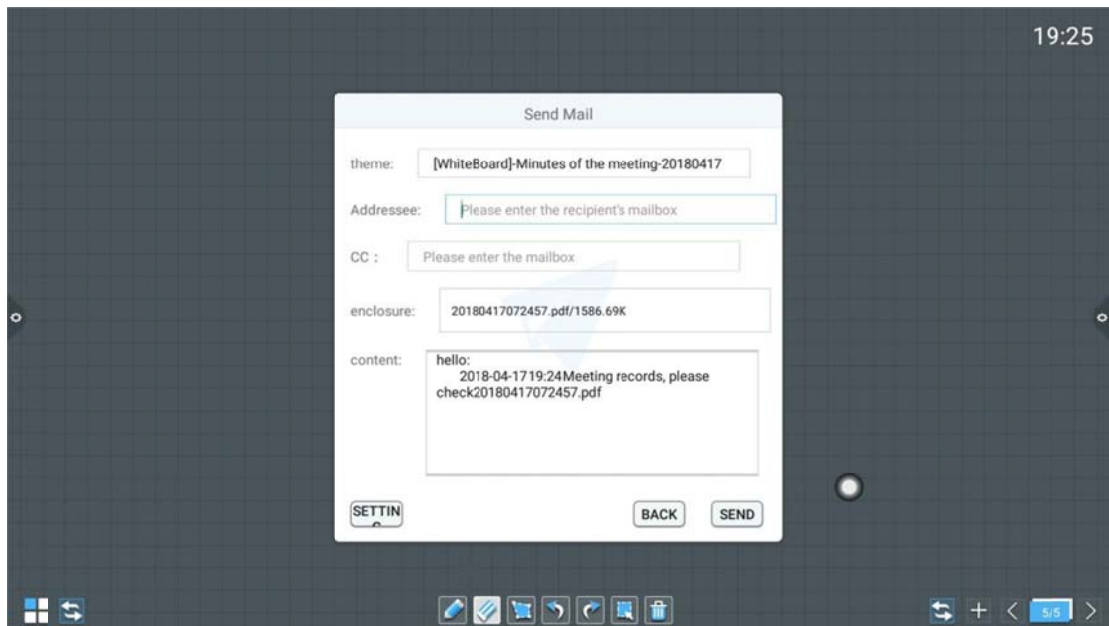 19:25
Send Mail
theme: [WhiteBoard]-Minutes of the meeting-20180417
Addressee: Please enter the recipient's mailbox
CC : Please enter the mailbox
enclosure: 20180417072457.pdf/1586.69K
content: hello:
2018-04-1719:24Meeting records, please
check20180417072457.pdf
SETTIN
BACK SEND
5/5